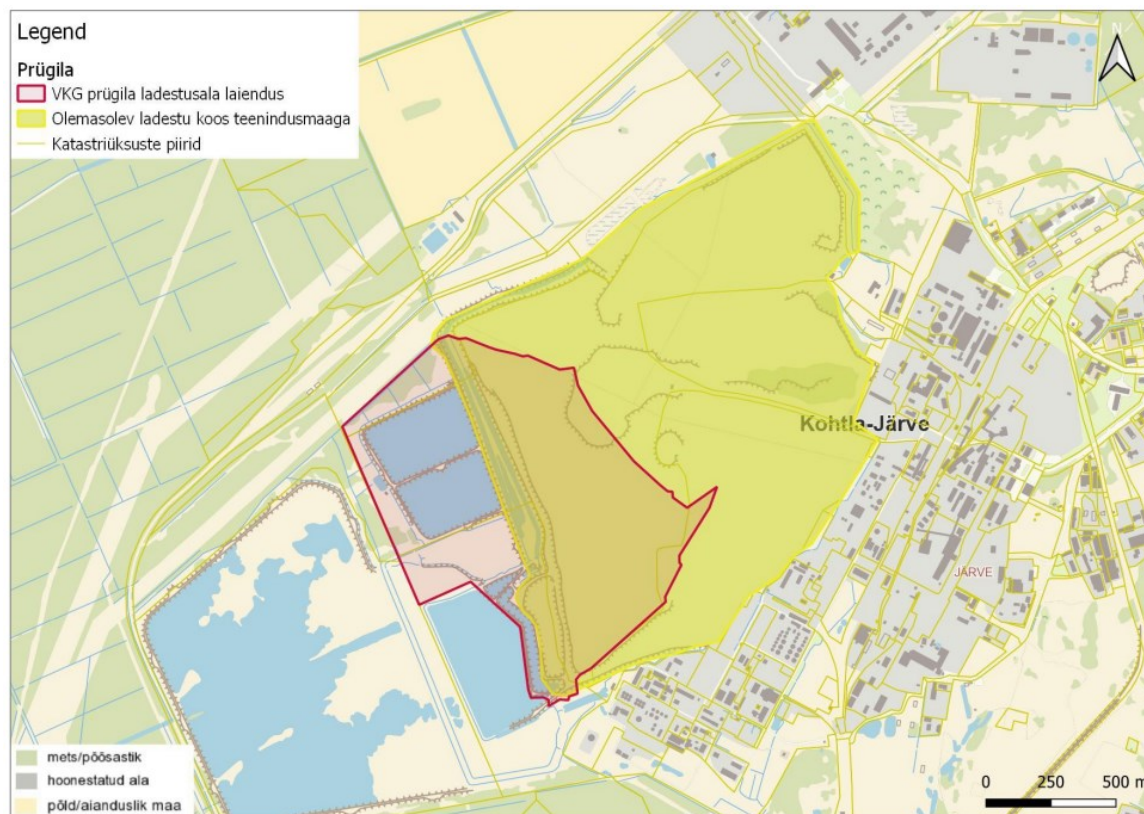 Legend
Prügila
VKG prügila ladestusala laiendus
Olemasolev ladestu koos teenindusmaaga
Katastriüksuste piirid
N
Kohtla-Järve
JÄRVE
mets/põõsastik
hoonestatud ala
põld/aianduslik maa
0 250 500 m